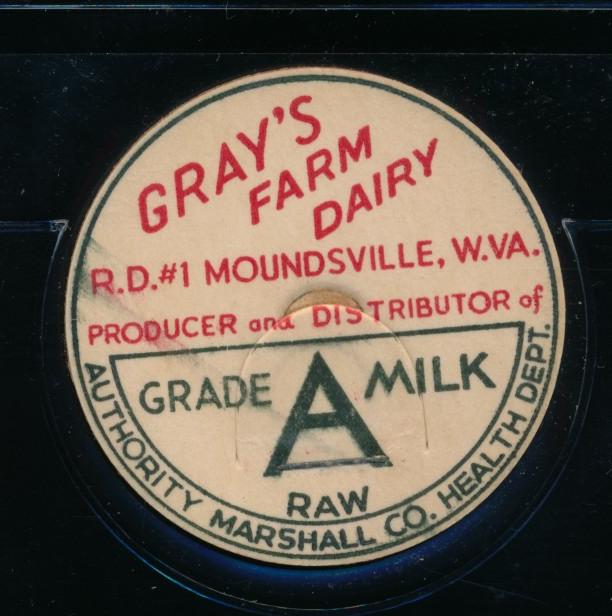 GRAY'S
FARM
DAIRY
R.D.#1 MOUNDSVILLE, W.VA.
PRODUCER and DISTRIBUTOR of
GRADE A MILK
RAW
AUTHORITY MARSHALL CO. HEALTH DEPT.